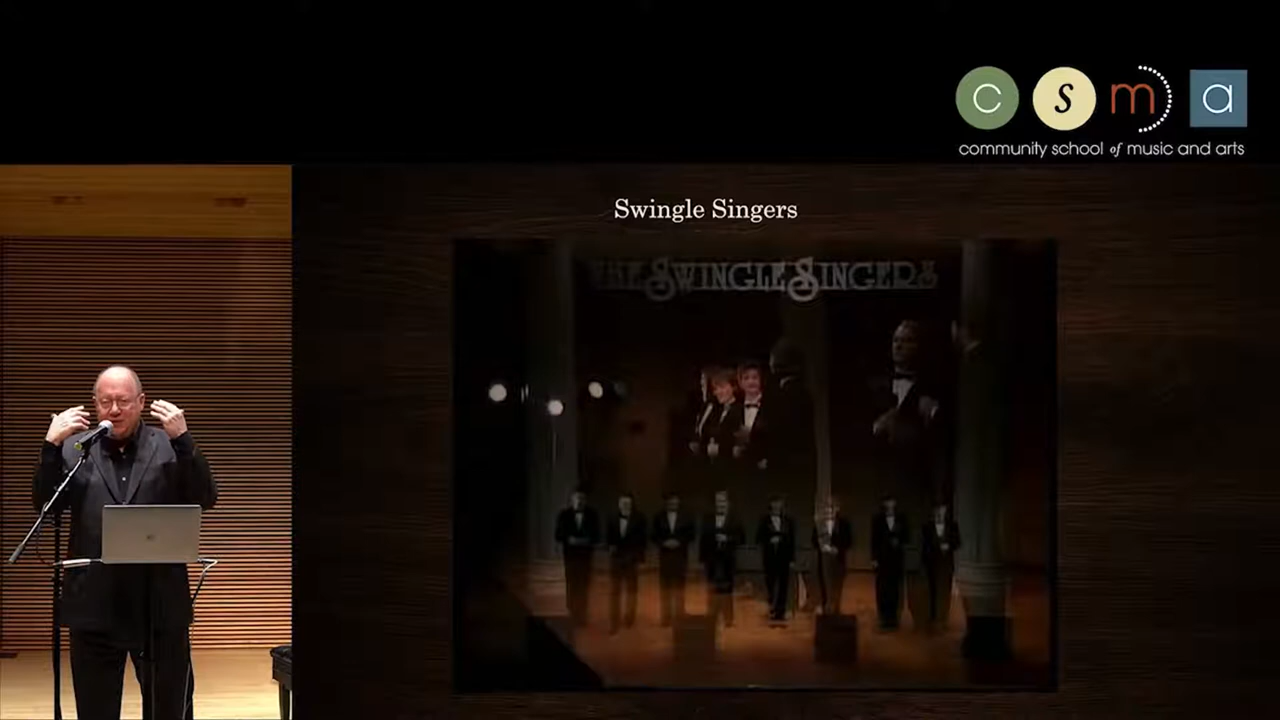 c s m a
community school of music and arts
Swingle Singers
THE SWINGLE SINGERS